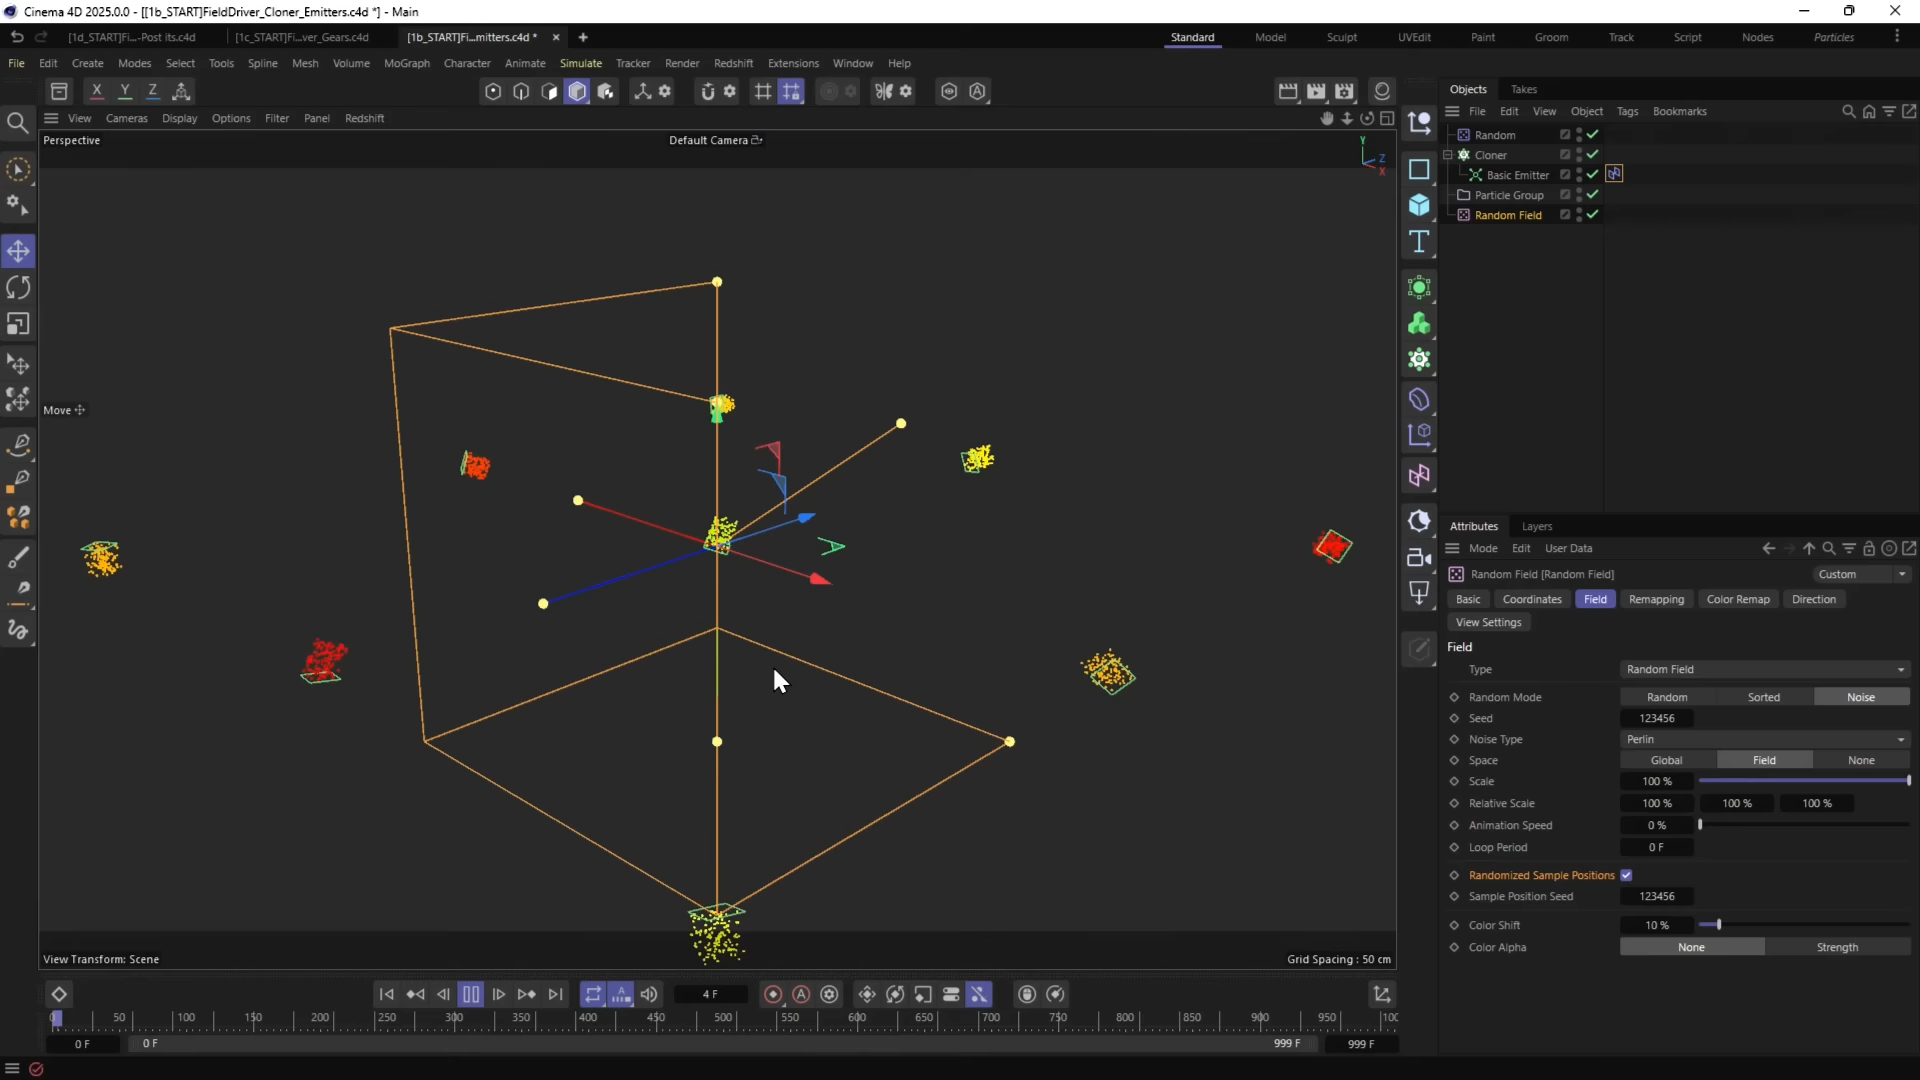 Cinema 4D 2025.0.0 - [[1b_START]FieldDriver_Cloner_Emitters.c4d *] - Main
[1d_START]Fi...-Post its.c4d
[1c_START]Fi...ver_Gears.c4d
[1b_START]Fi...mitters.c4d *
Standard
Model
Sculpt
UVEdit
Paint
Groom
Track
Script
Nodes
Particles
File Edit Create Modes Select Tools Spline Mesh Volume MoGraph Character Animate Simulate Tracker Render Redshift Extensions Window Help
X Y Z
View Cameras Display Options Filter Panel Redshift
Perspective
Default Camera
Y
Z
X
Move
View Transform: Scene
Grid Spacing : 50 cm
Objects Takes
File Edit View Object Tags Bookmarks
Random
Cloner
Basic Emitter
Particle Group
Random Field
Attributes Layers
Mode Edit User Data
Random Field [Random Field]
Custom
Basic Coordinates Field Remapping Color Remap Direction
View Settings
Field
Type Random Field
Random Mode Random Sorted Noise
Seed 123456
Noise Type Perlin
Space Global Field None
Scale 100 %
Relative Scale 100 % 100 % 100 %
Animation Speed 0 %
Loop Period 0 F
Randomized Sample Positions
Sample Position Seed 123456
Color Shift 10 %
Color Alpha None Strength
4 F
0 50 100 150 200 250 300 350 400 450 500 550 600 650 700 750 800 850 900 950 100
0 F 0 F 999 F 999 F